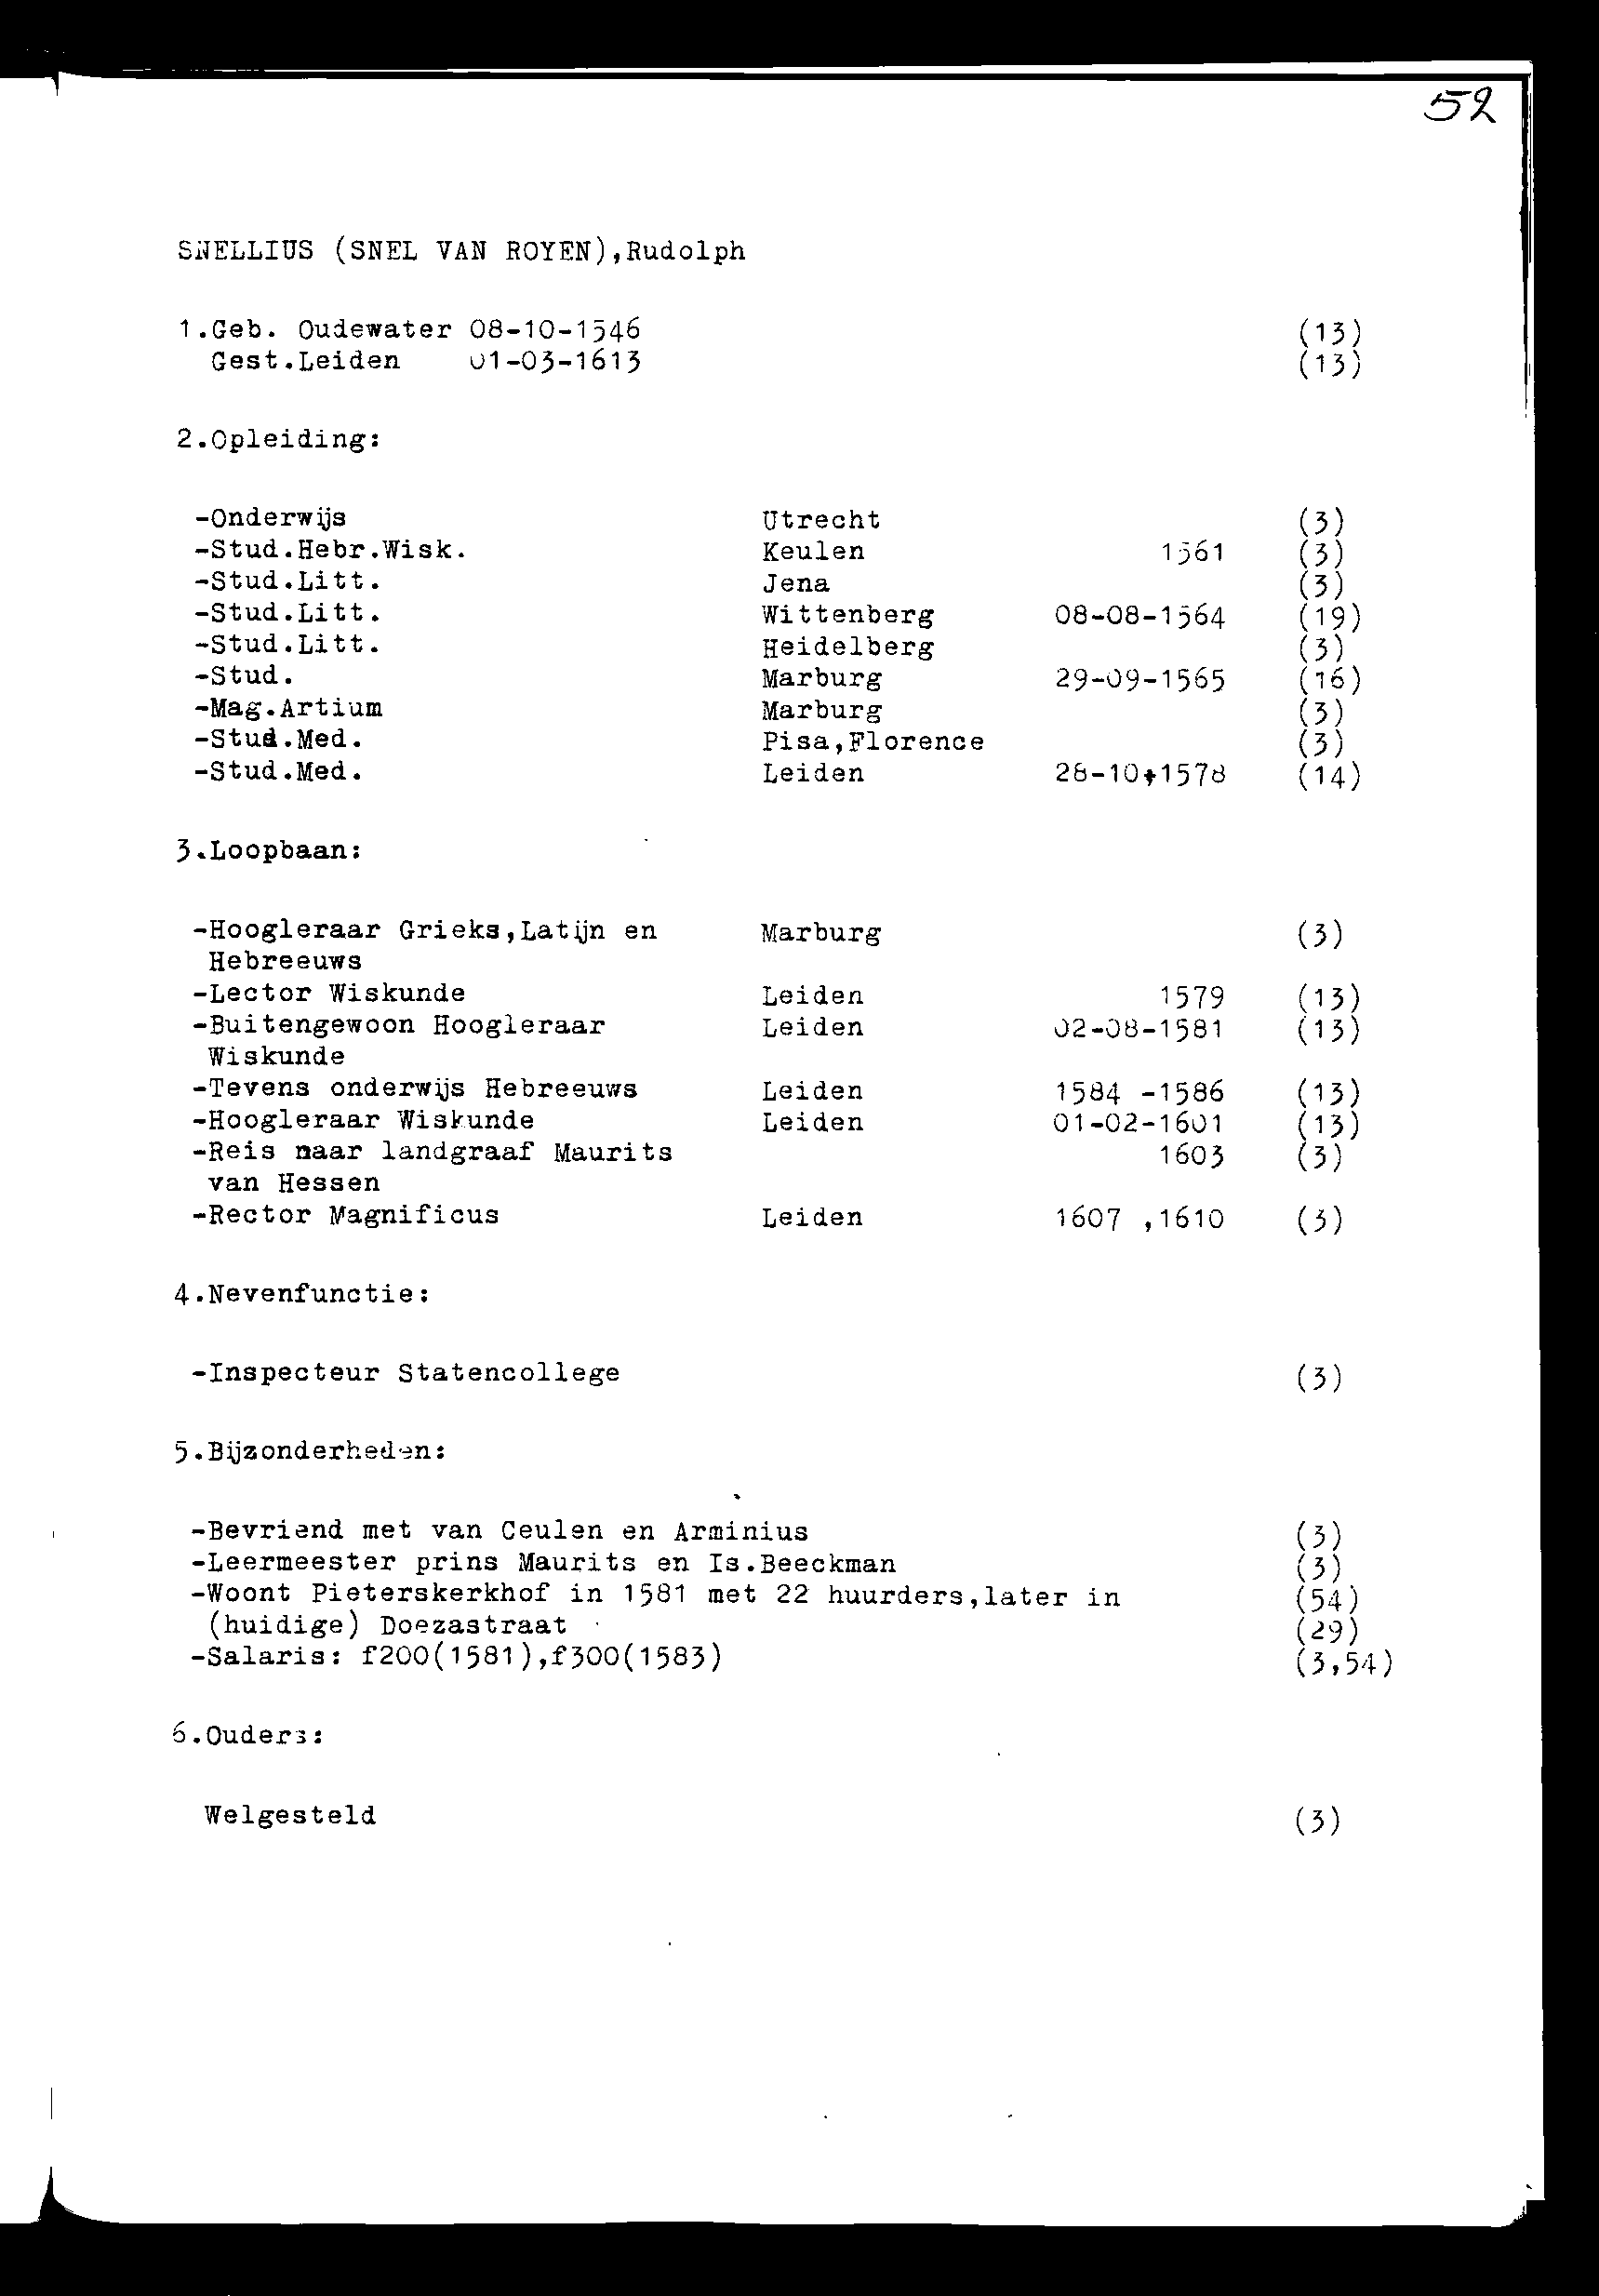 52
SNELLIUS (SNEL VAN ROYEN),Rudolph
1.Geb. Oudewater 08-10-1546 (13)
Gest.Leiden 01-03-1613 (13)
2.Opleiding:
-Onderwijs Utrecht (3)
-Stud.Hebr.Wisk. Keulen 1561 (3)
-Stud.Litt. Jena (3)
-Stud.Litt. Wittenberg 08-08-1564 (19)
-Stud.Litt. Heidelberg (3)
-Stud. Marburg 29-09-1565 (16)
-Mag.Artium Marburg (3)
-Stud.Med. Pisa,Florence (3)
-Stud.Med. Leiden 28-10-1578 (14)
3.Loopbaan:
-Hoogleraar Grieks,Latijn en Marburg (3)
Hebreeuws
-Lector Wiskunde Leiden 1579 (13)
-Buitengewoon Hoogleraar Leiden 02-08-1581 (13)
Wiskunde
-Tevens onderwijs Hebreeuws Leiden 1584 -1586 (13)
-Hoogleraar Wiskunde Leiden 01-02-1601 (13)
-Reis naar landgraaf Maurits 1603 (3)
van Hessen
-Rector Magnificus Leiden 1607 ,1610 (3)
4.Nevenfunctie:
-Inspecteur Statencollege (3)
5.Bijzonderheden:
-Bevriend met van Ceulen en Arminius (3)
-Leermeester prins Maurits en Is.Beeckman (3)
-Woont Pieterskerkhof in 1581 met 22 huurders,later in (54)
(huidige) Doezastraat (29)
-Salaris: f200(1581),f300(1583) (3,54)
6.Ouders:
Welgesteld (3)